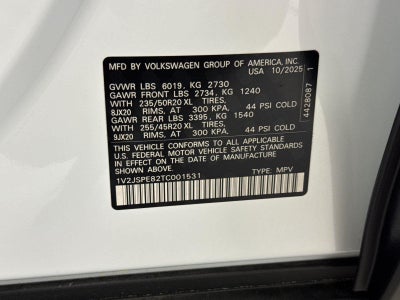 MFD BY VOLKSWAGEN GROUP OF AMERICA, INC.
USA 10/2025
GVWR LBS 6019, KG 2730
GAWR FRONT LBS 2734, KG 1240
WITH 235/50R20 XL TIRES,
8JX20 RIMS AT 300 KPA, 44 PSI COLD
GAWR REAR LBS 3395, KG 1540
WITH 255/45R20 XL TIRES,
9JX20 RIMS AT 300 KPA, 44 PSI COLD
THIS VEHICLE CONFORMS TO ALL APPLICABLE
U.S. FEDERAL MOTOR VEHICLE SAFETY AND
THEFT PREVENTION STANDARDS IN EFFECT
ON THE DATE OF MANUFACTURE
SHOWN ABOVE.
1V2JSPE82TC001531 TYPE: MPV
4428087 1